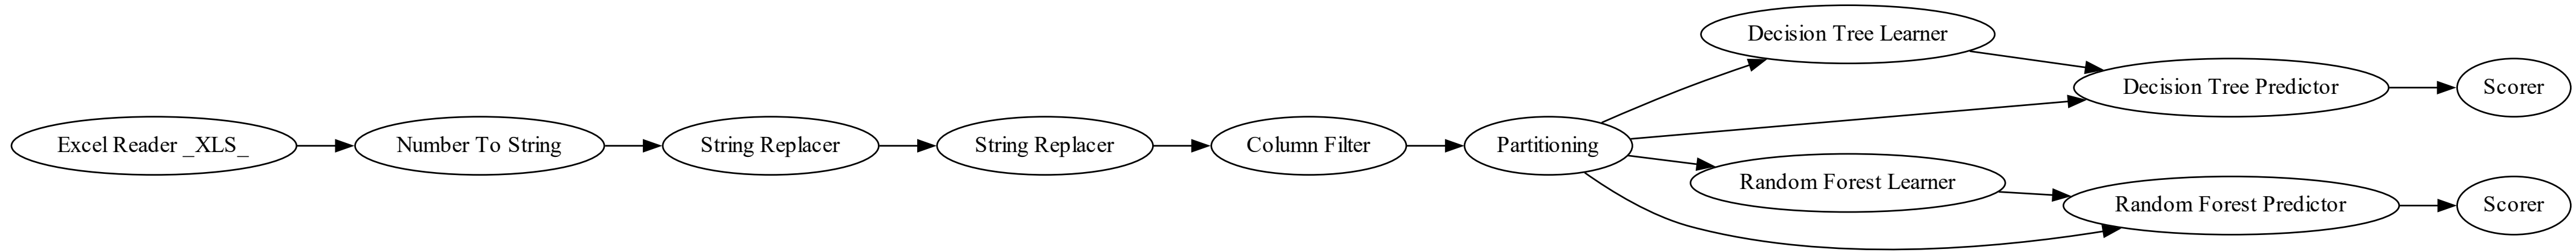 Excel Reader _XLS_
Number To String
String Replacer
String Replacer
Column Filter
Partitioning
Decision Tree Learner
Decision Tree Predictor
Scorer
Random Forest Learner
Random Forest Predictor
Scorer